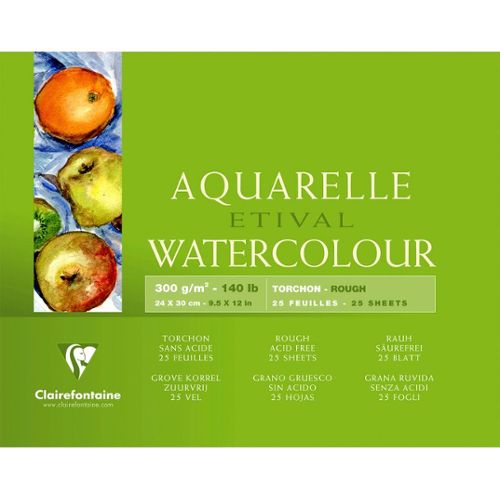 AQUARELLE
ETIVAL
WATERCOLOUR
300 g/m² - 140 lb
24 X 30 cm - 9.5 X 12 in
TORCHON - ROUGH
25 FEUILLES - 25 SHEETS
TORCHON
SANS ACIDE
25 FEUILLES
ROUGH
ACID FREE
25 SHEETS
RAUH
SÄUREFREI
25 BLATT
GROVE KORREL
ZUURVRIJ
25 VEL
GRANO GRUESCO
SIN ACIDO
25 HOJAS
GRANA RUVIDA
SENZA ACIDI
25 FOGLI
Clairefontaine
www.clairefontaine.com